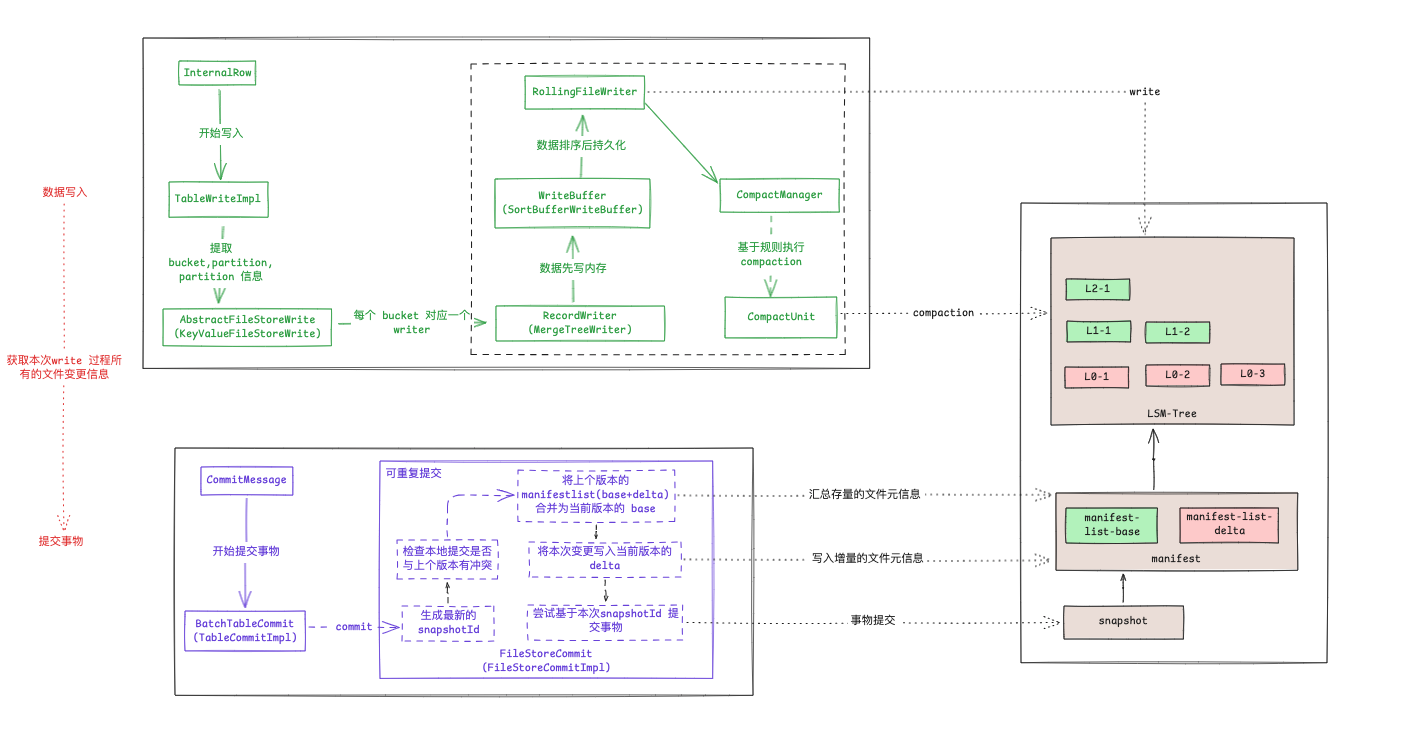 InternalRow
开始写入
TableWriteImpl
提取
bucket,partition,
partition 信息
AbstractFileStoreWrite
(KeyValueFileStoreWrite)
每个 bucket 对应一个
writer
RollingFileWriter
数据排序后持久化
WriteBuffer
(SortBufferWriteBuffer)
数据先写内存
RecordWriter
(MergeTreeWriter)
CompactManager
基于规则执行
compaction
CompactUnit
write
compaction
数据写入
获取本次write 过程所
有的文件变更信息
提交事物
CommitMessage
开始提交事物
BatchTableCommit
(TableCommitImpl)
commit
可重复提交
将上个版本的
manifestlist(base+delta)
合并为当前版本的 base
检查本地提交是否
与上个版本有冲突
将本次变更写入当前版本的
delta
生成最新的
snapshotId
尝试基于本次snapshotId 提
交事物
FileStoreCommit
(FileStoreCommitImpl)
汇总存量的文件元信息
写入增量的文件元信息
事物提交
L2-1
L1-1
L1-2
L0-1
L0-2
L0-3
LSM-Tree
manifest-
list-base
manifest-list-
delta
manifest
snapshot